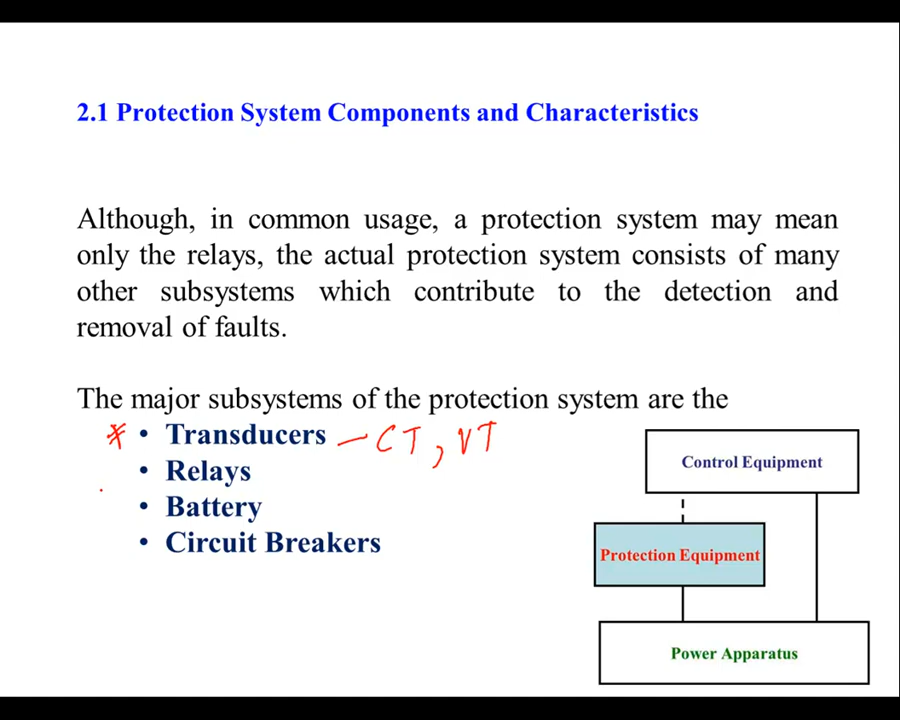 2.1 Protection System Components and Characteristics
Although, in common usage, a protection system may mean
only the relays, the actual protection system consists of many
other subsystems which contribute to the detection and
removal of faults.
The major subsystems of the protection system are the
* • Transducers – CT, VT
• Relays
• Battery
• Circuit Breakers
Control Equipment
Protection Equipment
Power Apparatus